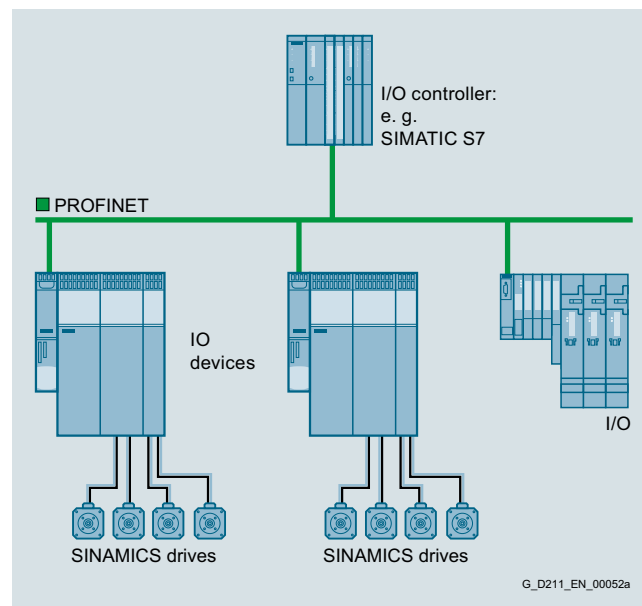 I/O controller:
e. g.
SIMATIC S7
PROFINET
IO
devices
I/O
SINAMICS drives
SINAMICS drives
G_D211_EN_00052a